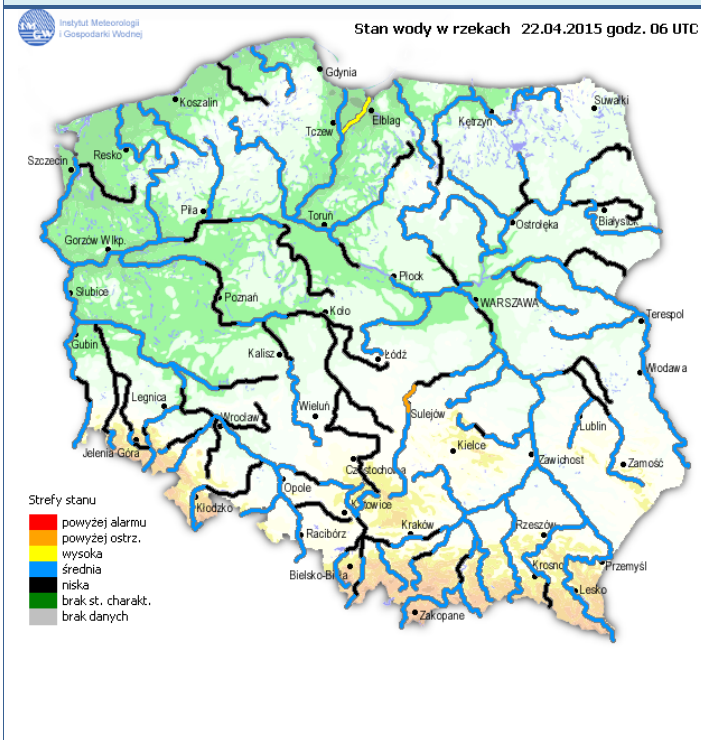 IMGW
Instytut Meteorologii
i Gospodarki Wodnej
Stan wody w rzekach 22.04.2015 godz. 06 UTC
Gdynia
Koszalin
Suwałki
Tczew
Elbląg
Kętrzyn
Szczecin
Resko
Piła
Toruń
Ostrołęka
Białystok
Gorzów Wlkp.
Płock
Słubice
Poznań
WARSZAWA
Koło
Terespol
Gubin
Kalisz
Łódź
Włodawa
Legnica
Wieluń
Sulejów
Wrocław
Lublin
Jelenia Góra
Kielce
Częstochowa
Zawichost
Zamość
Opole
Strefy stanu
Kłodzko
Katowice
powyżej alarmu
Racibórz
Kraków
Rzeszów
powyżej ostrz.
wysoka
Bielsko-Biała
Krosno
Przemyśl
średnia
niska
Lesko
brak st. charakt.
Zakopane
brak danych